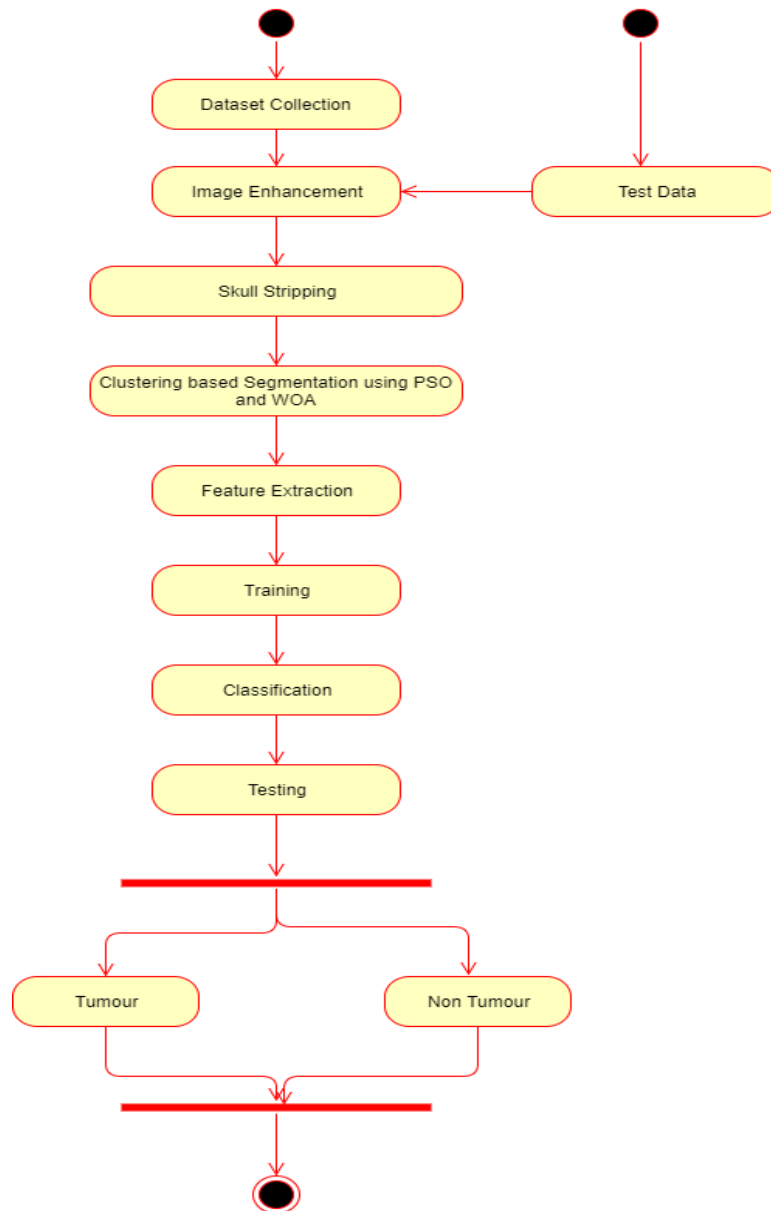 Dataset Collection
Image Enhancement
Test Data
Skull Stripping
Clustering based Segmentation using PSO
and WOA
Feature Extraction
Training
Classification
Testing
Tumour
Non Tumour